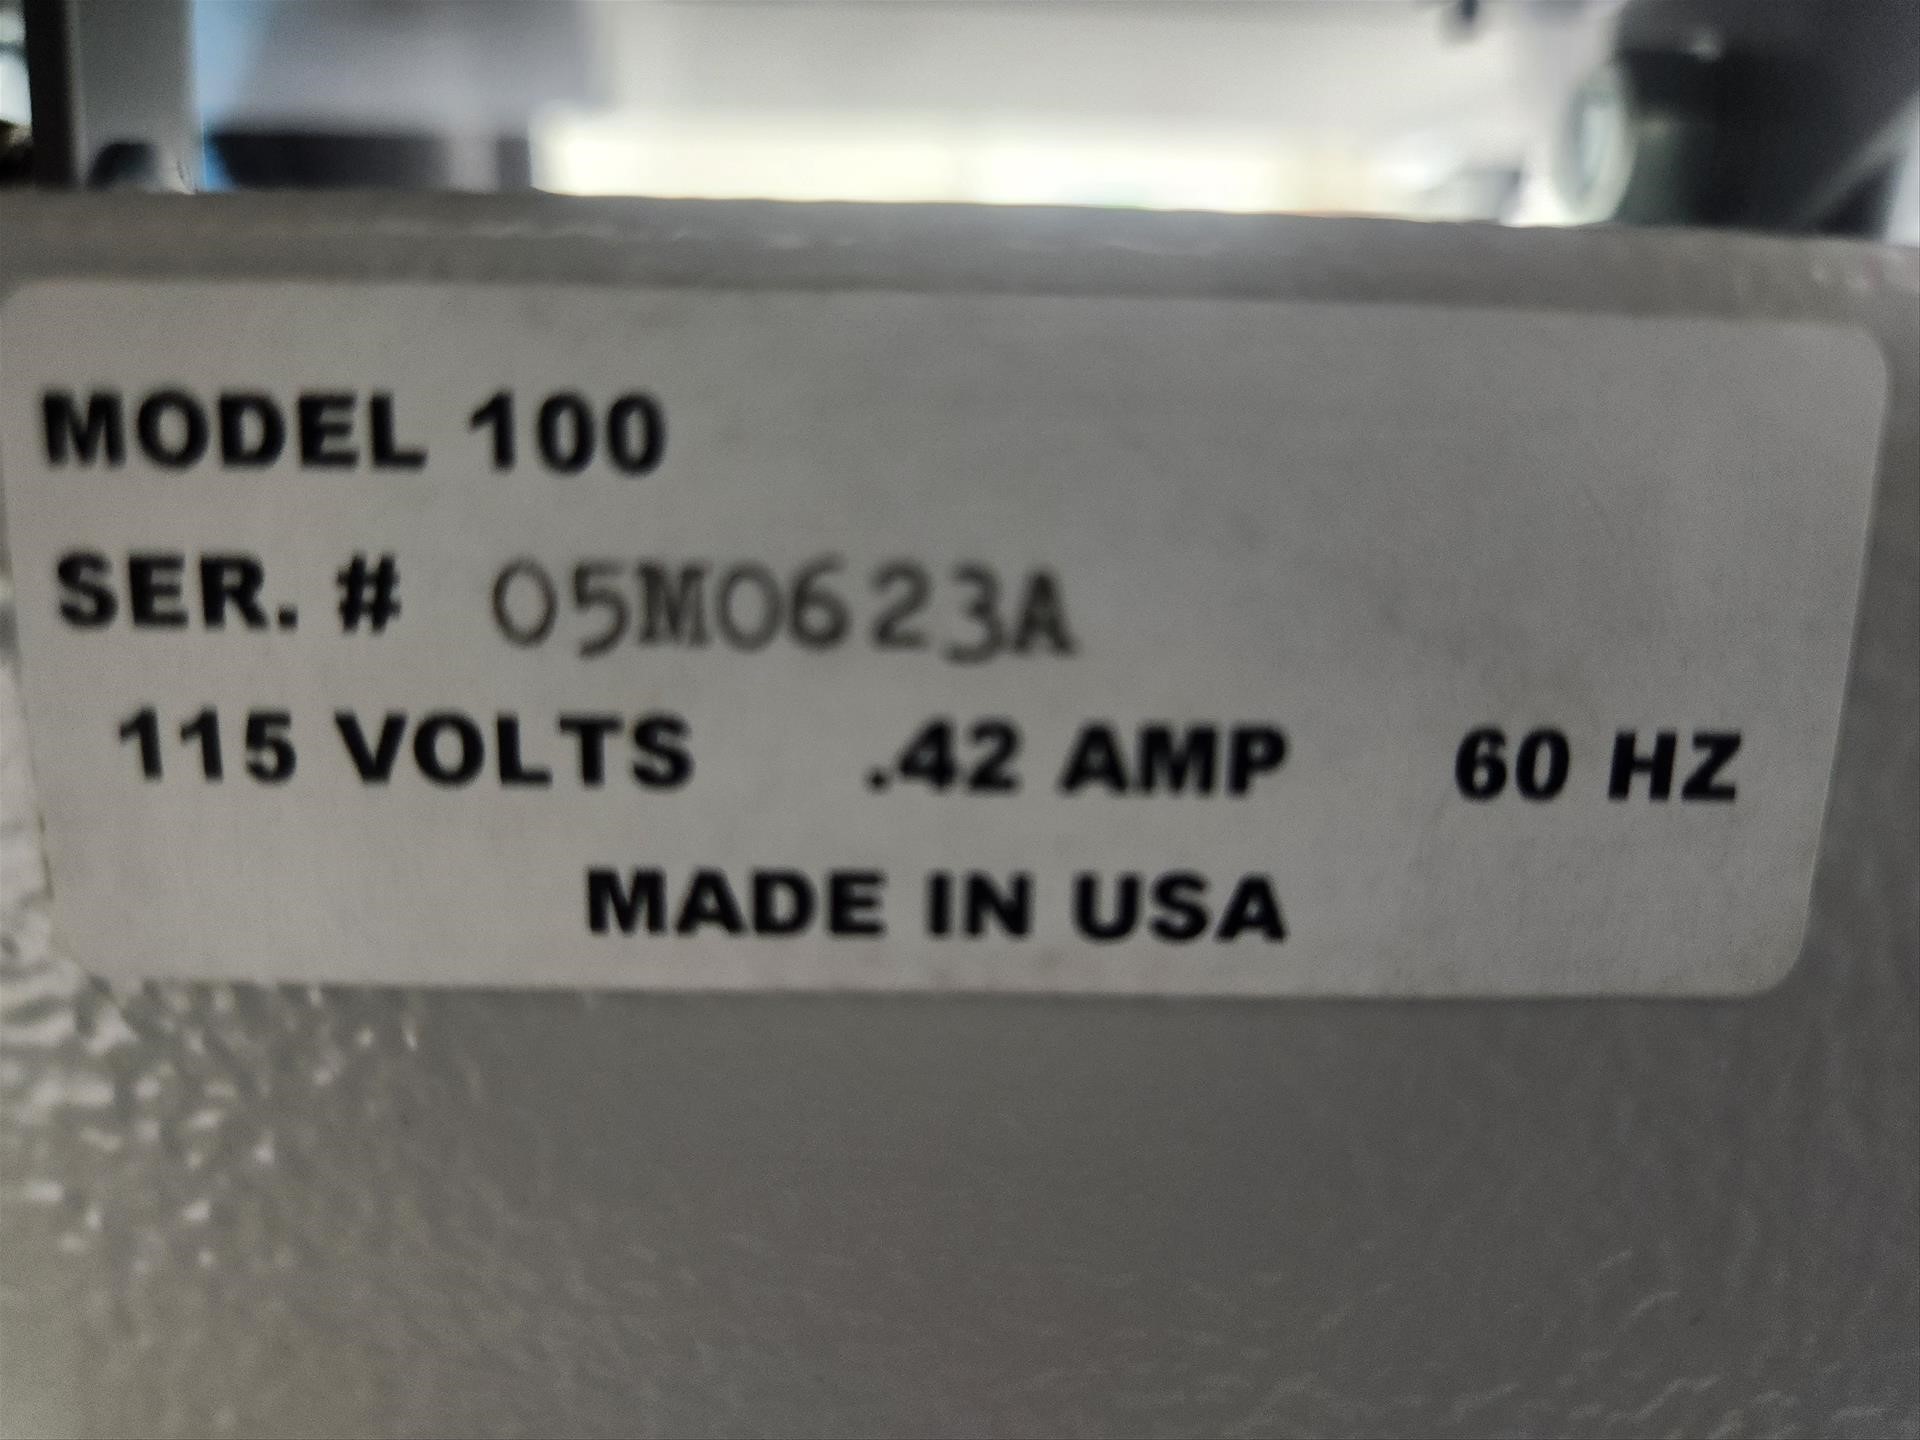 MODEL 100
SER. # 05M0623A
115 VOLTS .42 AMP 60 HZ
MADE IN USA